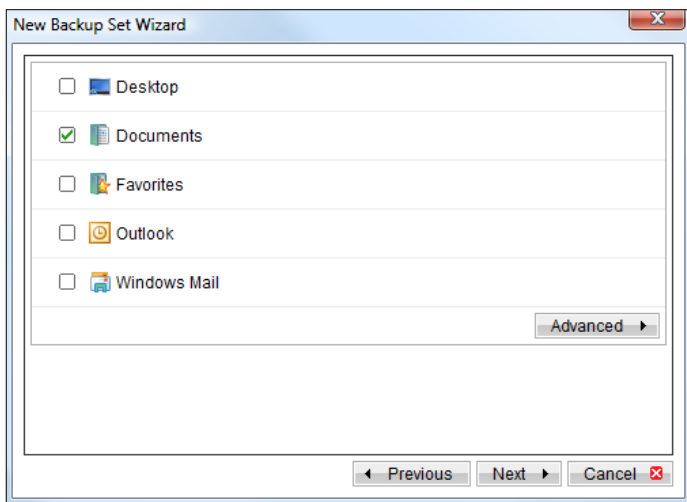 New Backup Set Wizard
Desktop
Documents
Favorites
Outlook
Windows Mail
Advanced
Previous Next Cancel